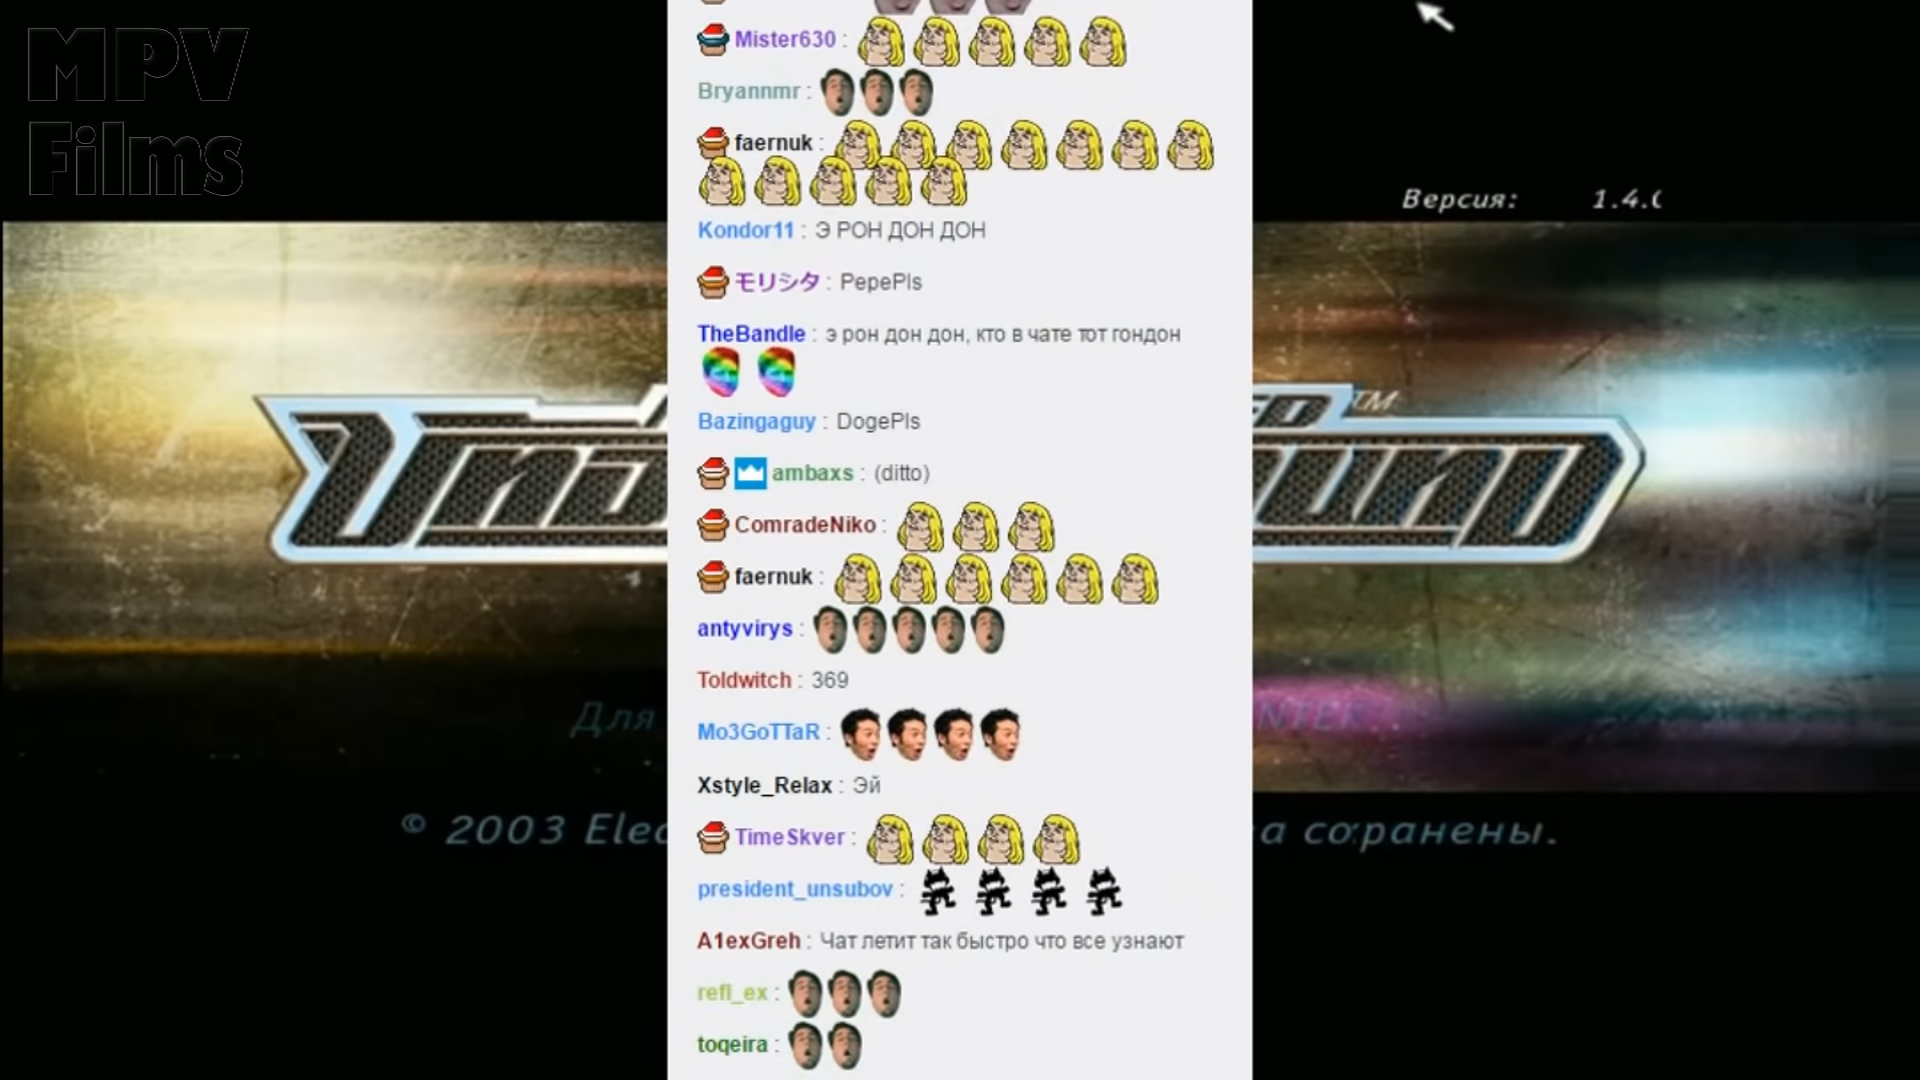 MPV
Films
Mister630 :
Bryannmr :
faernuk :
Версия: 1.4.
Kondor11 : Э РОН ДОН ДОН
モリシタ : PepePls
TheBandle : э рон дон дон, кто в чате тот гондон
Bazingaguy : DogePls
TM
ambaxs : (ditto)
ComradeNiko :
faernuk :
antyvirys :
Toldwitch : 369
Для
Mo3GoTTaR :
Xstyle_Relax : Эй
© 2003 Elec
TimeSkver :
president_unsubov :
A1exGreh : Чат летит так быстро что все узнают
refl_ex :
toqeira :